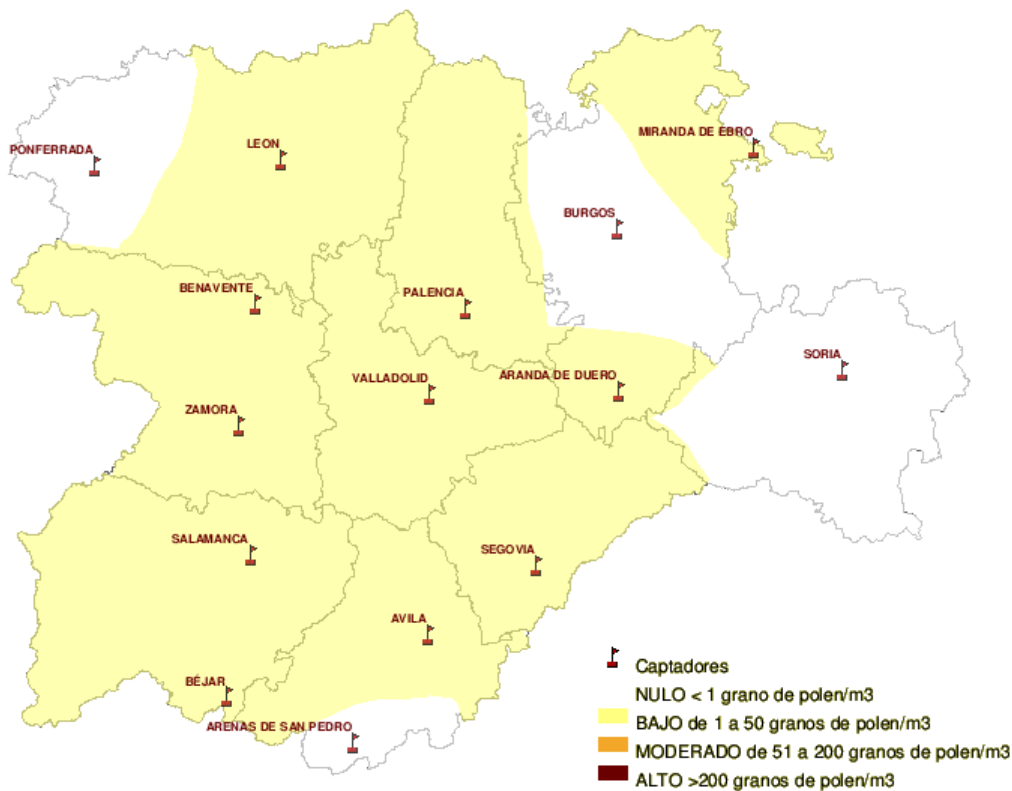 MIRANDA DE EBRO
LEON
PONFERRADA
BURGOS
BENAVENTE
PALENCIA
SORIA
VALLADOLID
ARANDA DE DUERO
ZAMORA
SALAMANCA
SEGOVIA
AVILA
BÉJAR
ARENAS DE SAN PEDRO
Captadores
NULO < 1 grano de polen/m3
BAJO de 1 a 50 granos de polen/m3
MODERADO de 51 a 200 granos de polen/m3
ALTO >200 granos de polen/m3